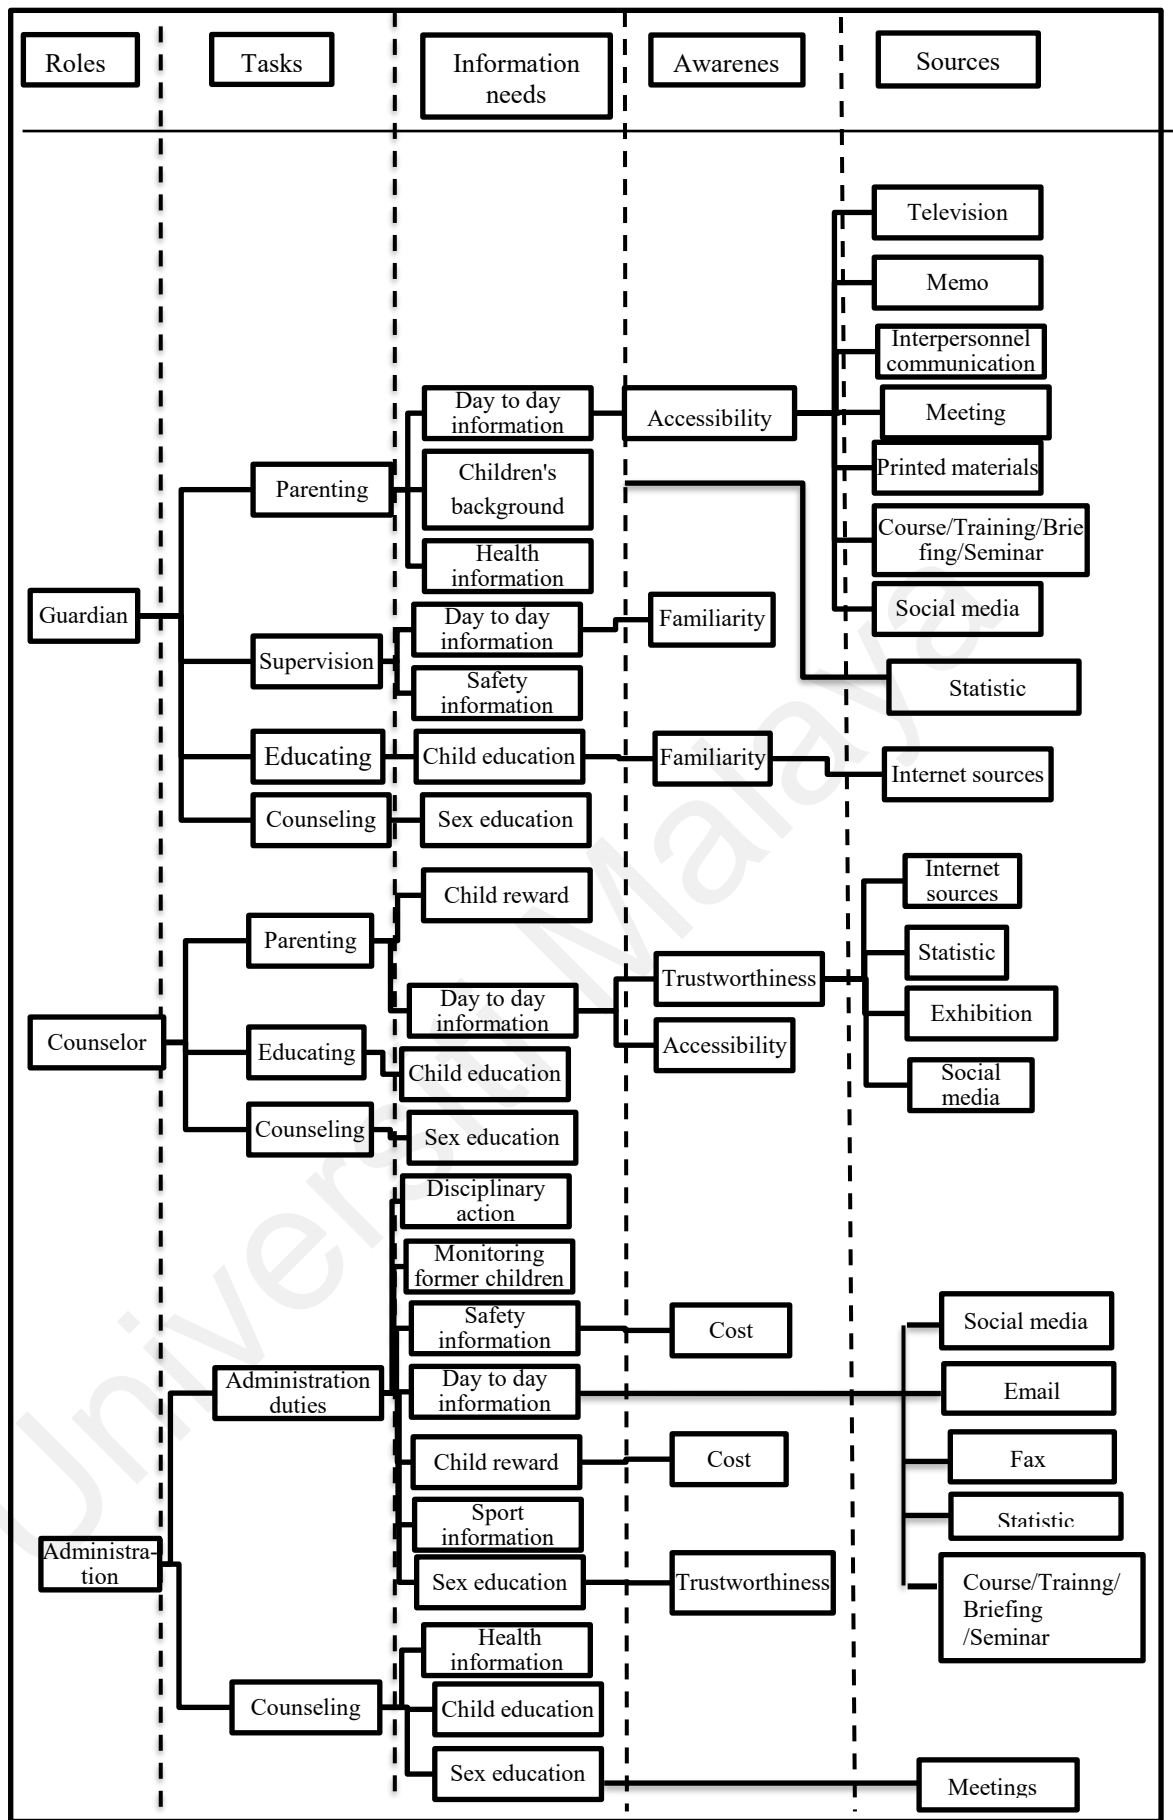 Roles
Tasks
Information
needs
Awarenes
Sources
Television
Memo
Interpersonnel
communication
Day to day
information
Accessibility
Meeting
Parenting
Children's
background
Printed materials
Health
information
Course/Training/Brie
fing/Seminar
Guardian
Day to day
information
Familiarity
Social media
Supervision
Safety
information
Statistic
Educating
Child education
Familiarity
Internet sources
Counseling
Sex education
Child reward
Internet
sources
Parenting
Statistic
Day to day
information
Trustworthiness
Exhibition
Counselor
Educating
Accessibility
Child education
Social
media
Counseling
Sex education
Disciplinary
action
Monitoring
former children
Safety
information
Cost
Social media
Administration
duties
Day to day
information
Email
Child reward
Cost
Fax
Sport
information
Statistic
Administra-
tion
Sex education
Trustworthiness
Course/Trainng/
Briefing
/Seminar
Health
information
Counseling
Child education
Sex education
Meetings
Universiti Malaya